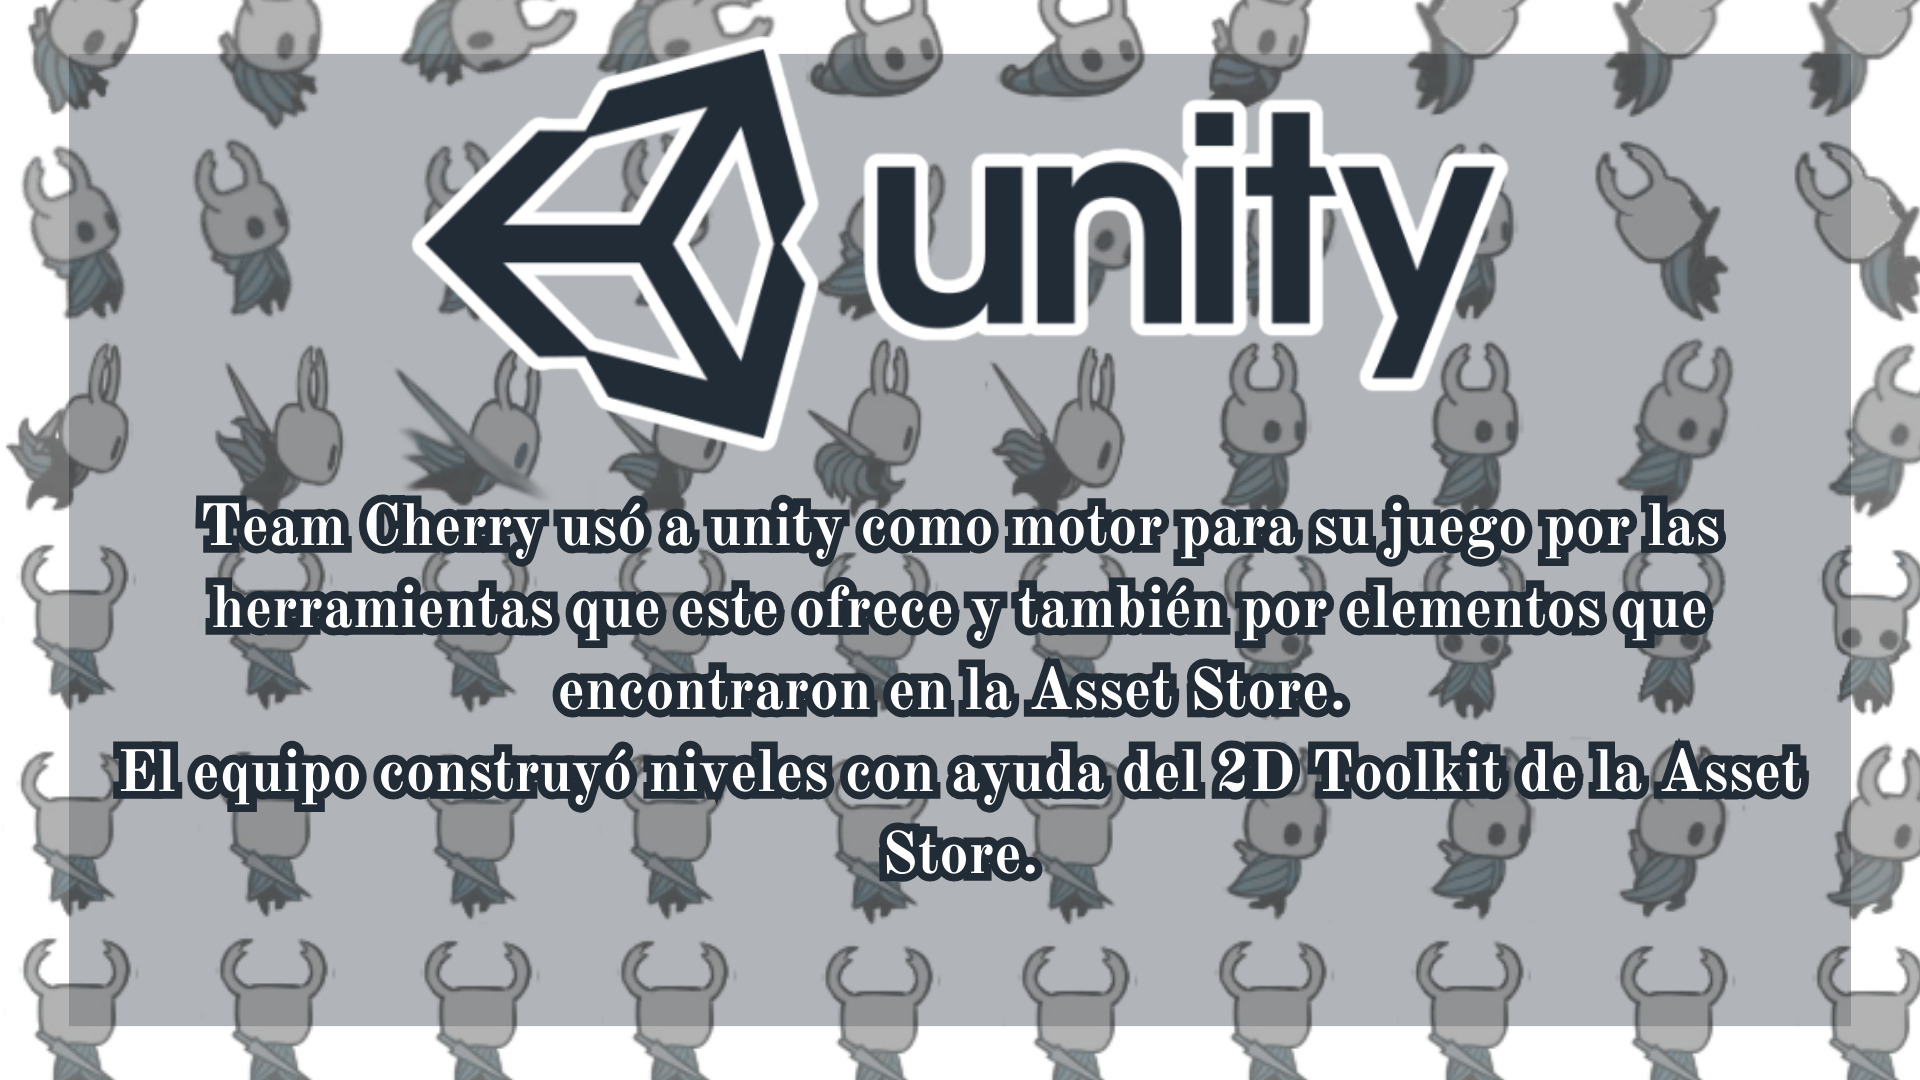 unity
Team Cherry usó a unity como motor para su juego por las
herramientas que este ofrece y también por elementos que
encontraron en la Asset Store.
El equipo construyó niveles con ayuda del 2D Toolkit de la Asset
Store.